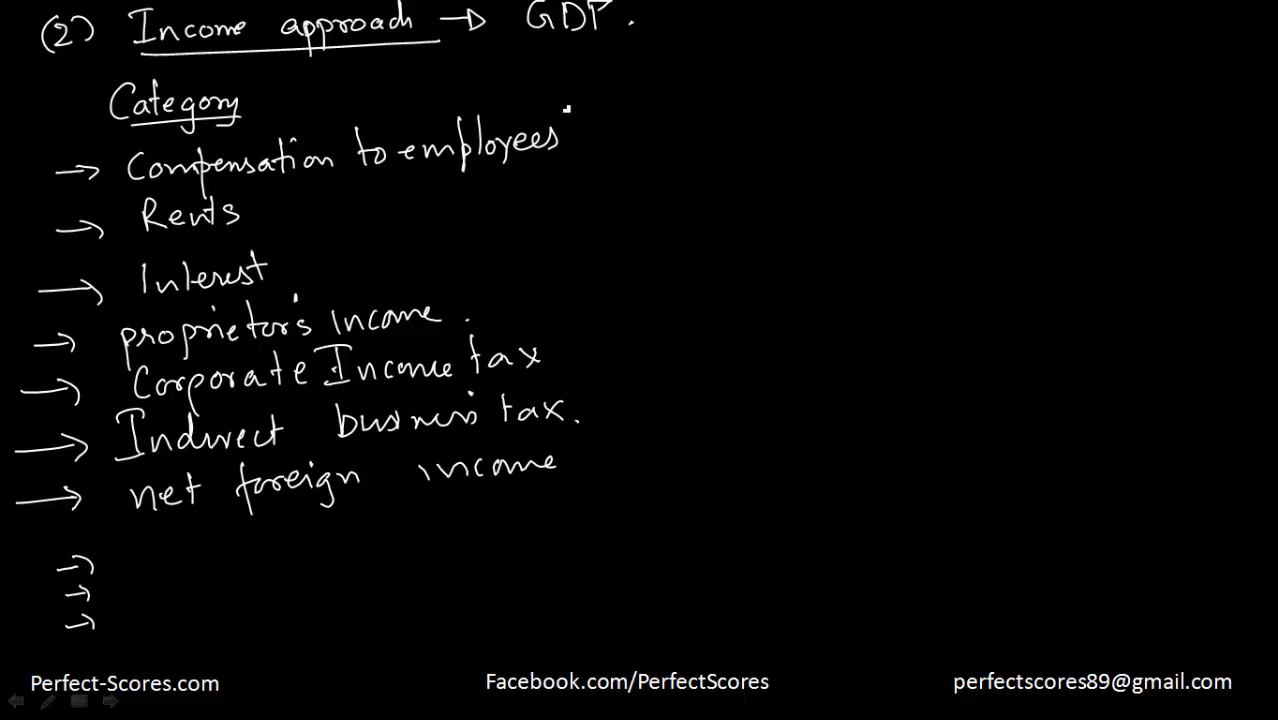 (2) Income approach → GDP.
Category
→ Compensation to employees
→ Rents
→ Interest
→ proprietor's income.
→ Corporate Income tax
→ Indirect business tax.
→ net foreign income
→
→
→
Perfect-Scores.com Facebook.com/PerfectScores perfectscores89@gmail.com